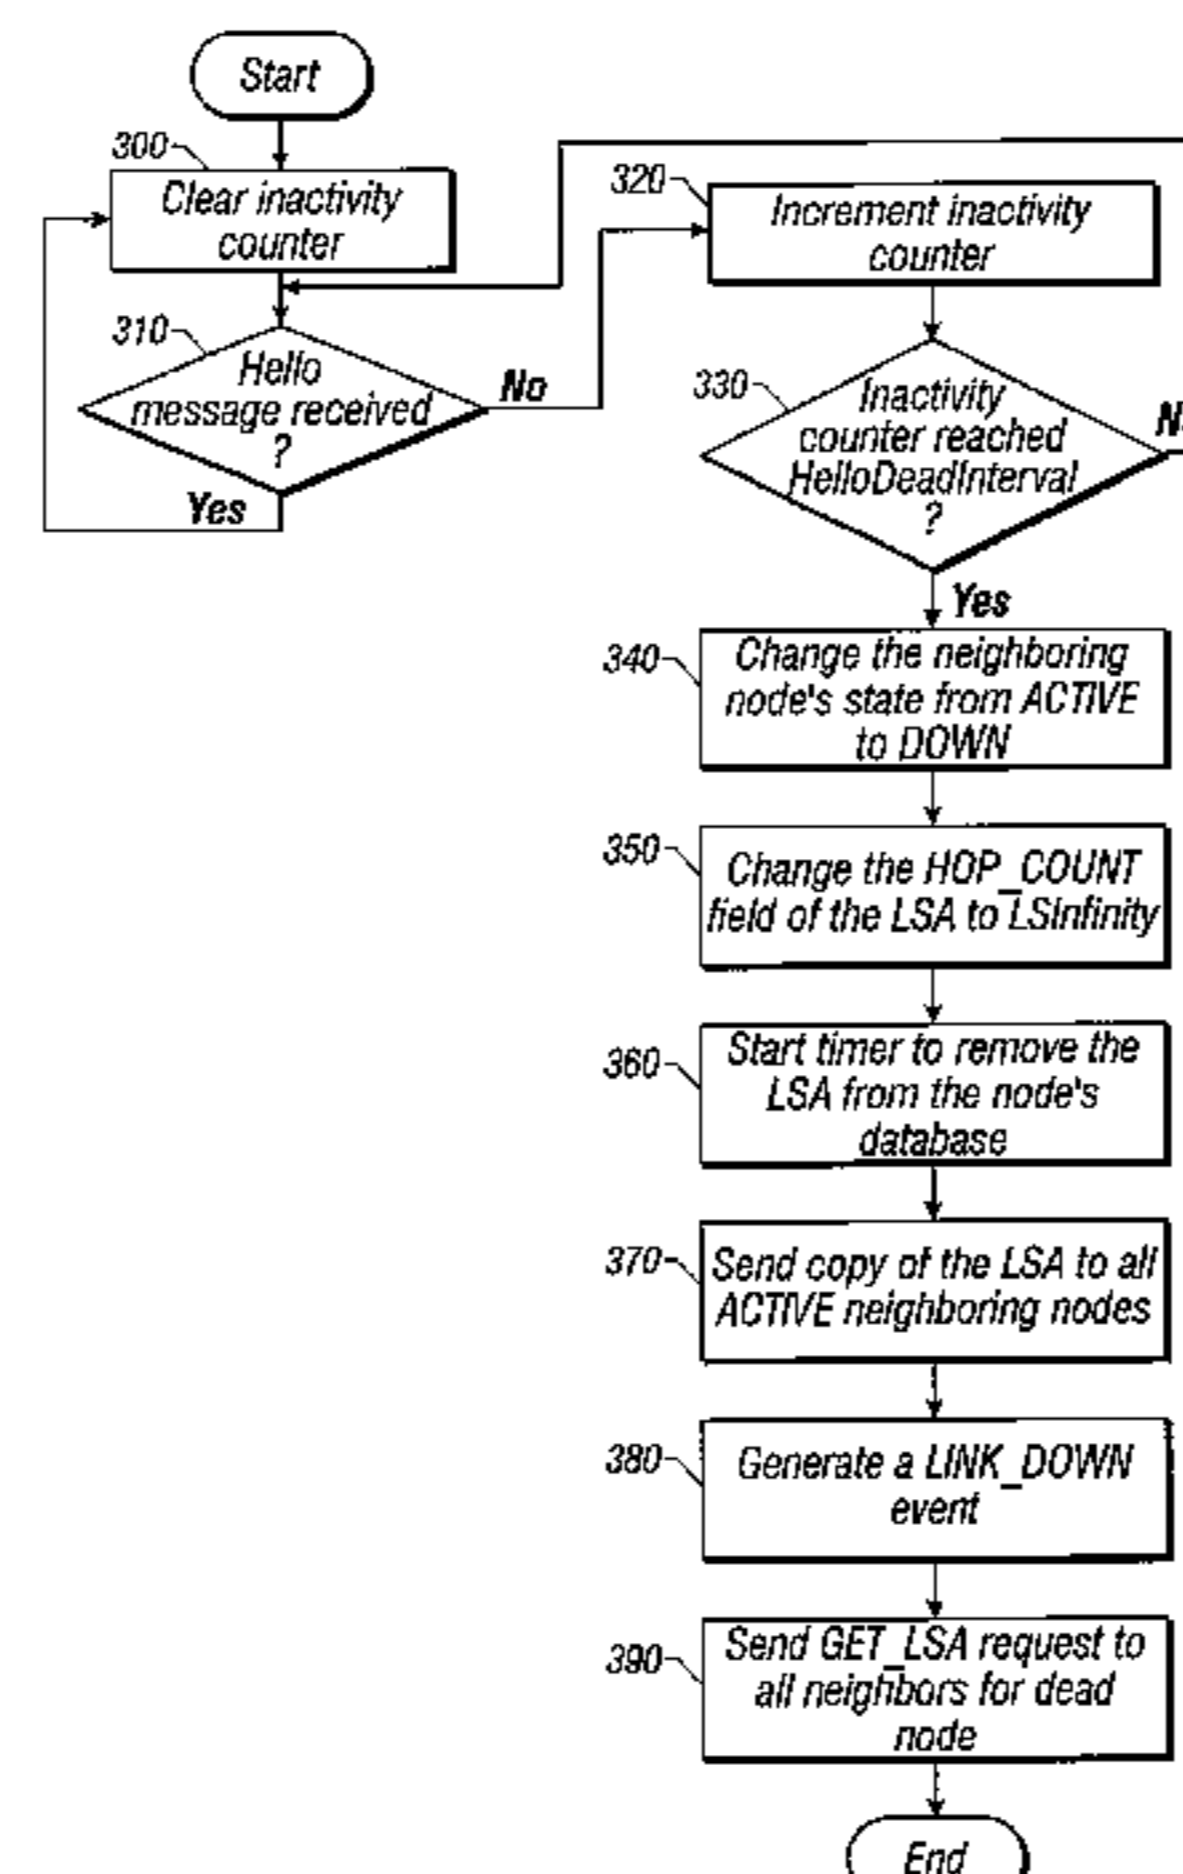 Start
300
Clear inactivity
counter
310
Hello
message received
?
No
Yes
320
Increment inactivity
counter
330
Inactivity
counter reached
HelloDeadInterval
?
Yes
340
Change the neighboring
node's state from ACTIVE
to DOWN
350
Change the HOP_COUNT
field of the LSA to LSInfinity
360
Start timer to remove the
LSA from the node's
database
370
Send copy of the LSA to all
ACTIVE neighboring nodes
380
Generate a LINK_DOWN
event
390
Send GET_LSA request to
all neighbors for dead
node
End